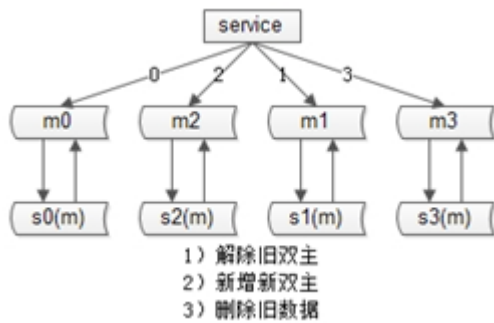 service
0 2 1 3
m0 m2 m1 m3
s0(m) s2(m) s1(m) s3(m)
1）解除旧双主
2）新增新双主
3）删除旧数据